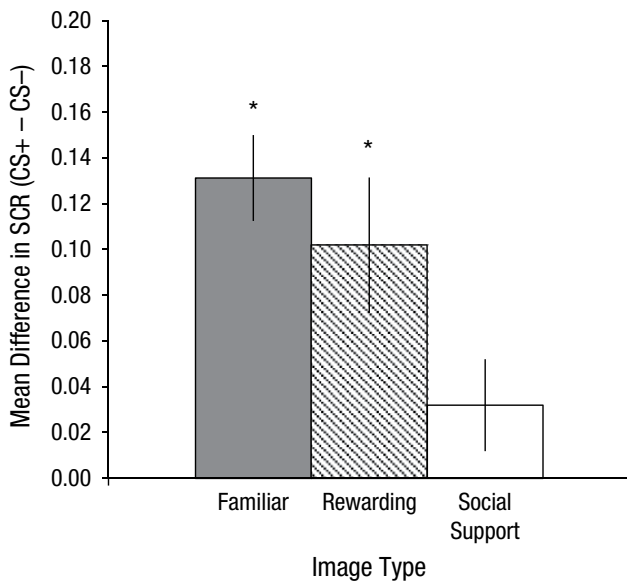 Mean Difference in SCR (CS+ – CS–)
0.20
0.18
0.16
0.14
0.12
0.10
0.08
0.06
0.04
0.02
0.00
*
*
Familiar
Rewarding
Social
Support
Image Type